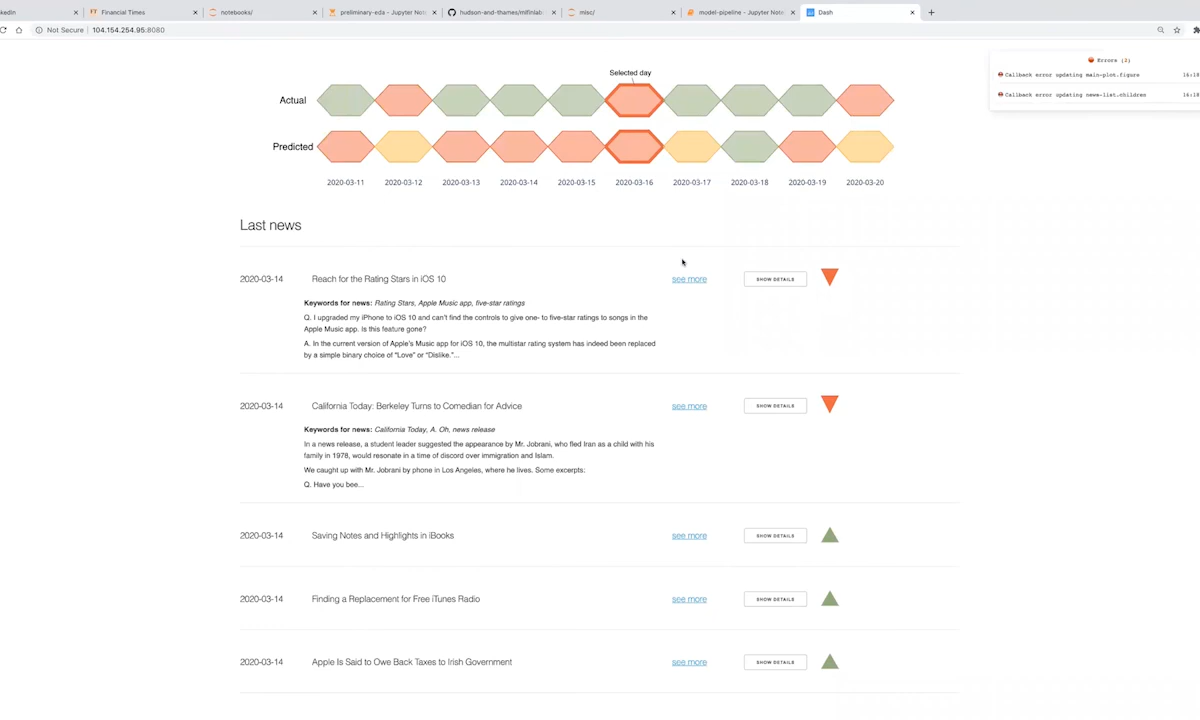 kedin
Financial Times
notebooks/
preliminary-eda - Jupyter Note
hudson-and-thames/mlfinlab
misc/
model-pipeline - Jupyter Note
Dash
Not Secure
104.154.254.95:8080
Errors (2)
Callback error updating main-plot.figure
16:18
Callback error updating news-list.children
16:18
Selected day
Actual
Predicted
2020-03-11 2020-03-12 2020-03-13 2020-03-14 2020-03-15 2020-03-16 2020-03-17 2020-03-18 2020-03-19 2020-03-20
Last news
2020-03-14 Reach for the Rating Stars in iOS 10 see more SHOW DETAILS
Keywords for news: Rating Stars, Apple Music app, five-star ratings
Q. I upgraded my iPhone to iOS 10 and can't find the controls to give one- to five-star ratings to songs in the
Apple Music app. Is this feature gone?
A. In the current version of Apple's Music app for iOS 10, the multistar rating system has indeed been replaced
by a simple binary choice of “Love” or “Dislike.”...
2020-03-14 California Today: Berkeley Turns to Comedian for Advice see more SHOW DETAILS
Keywords for news: California Today, A. Oh, news release
In a news release, a student leader suggested the appearance by Mr. Jobrani, who fled Iran as a child with his
family in 1978, would resonate in a time of discord over immigration and Islam.
We caught up with Mr. Jobrani by phone in Los Angeles, where he lives. Some excerpts:
Q. Have you bee...
2020-03-14 Saving Notes and Highlights in iBooks see more SHOW DETAILS
2020-03-14 Finding a Replacement for Free iTunes Radio see more SHOW DETAILS
2020-03-14 Apple Is Said to Owe Back Taxes to Irish Government see more SHOW DETAILS